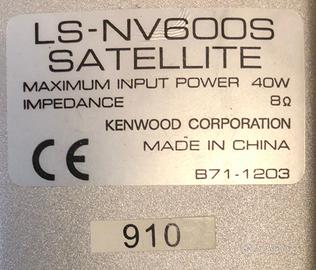 LS-NV600S
SATELLITE
MAXIMUM INPUT POWER 40W
IMPEDANCE 8Ω
KENWOOD CORPORATION
CE MADE IN CHINA
B71-1203
910